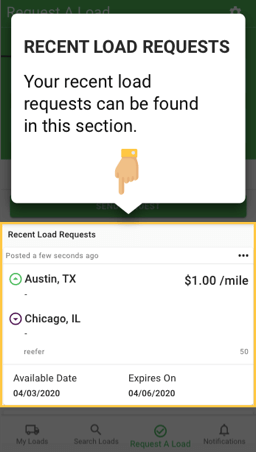 Request A Load
RECENT LOAD REQUESTS
Your recent load
requests can be found
in this section.
Recent Load Requests
Posted a few seconds ago
Austin, TX
$1.00 /mile
-
Chicago, IL
-
reefer
50
Available Date
Expires On
04/03/2020
04/06/2020
My Loads
Search Loads
Request A Load
Notifications